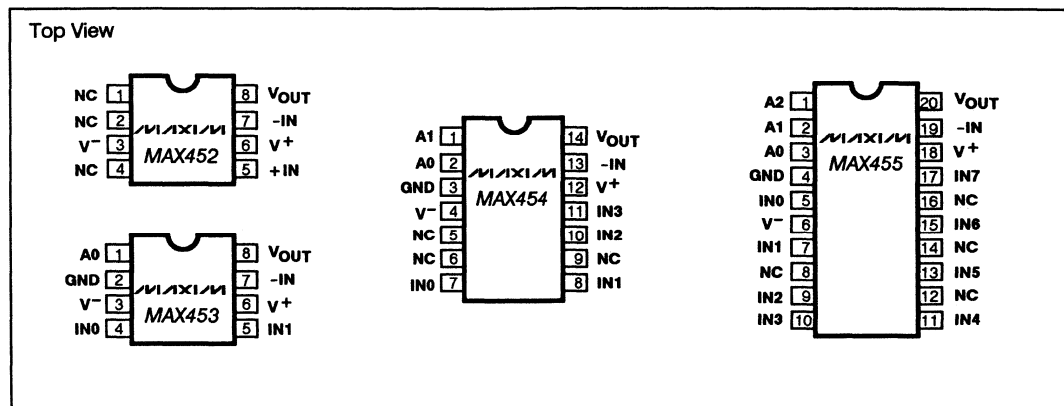 Top View
NC 1
NC 2
V- 3
NC 4
MAXIM
MAX452
8 VOUT
7 -IN
6 V+
5 +IN
A0 1
GND 2
V- 3
IN0 4
MAXIM
MAX453
8 VOUT
7 -IN
6 V+
5 IN1
A1 1
A0 2
GND 3
V- 4
NC 5
NC 6
IN0 7
MAXIM
MAX454
14 VOUT
13 -IN
12 V+
11 IN3
10 IN2
9 NC
8 IN1
A2 1
A1 2
A0 3
GND 4
IN0 5
V- 6
IN1 7
NC 8
IN2 9
IN3 10
MAXIM
MAX455
20 VOUT
19 -IN
18 V+
17 IN7
16 NC
15 IN6
14 NC
13 IN5
12 NC
11 IN4